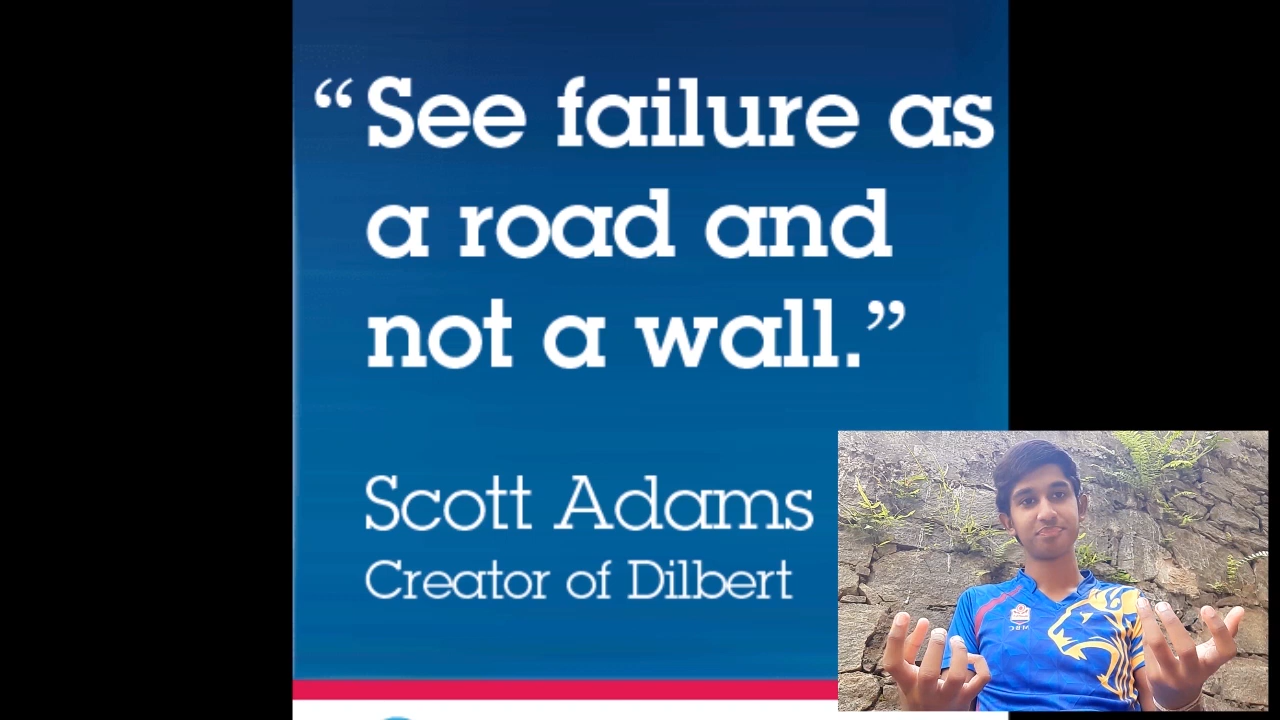 “See failure as
a road and
not a wall.”
Scott Adams
Creator of Dilbert